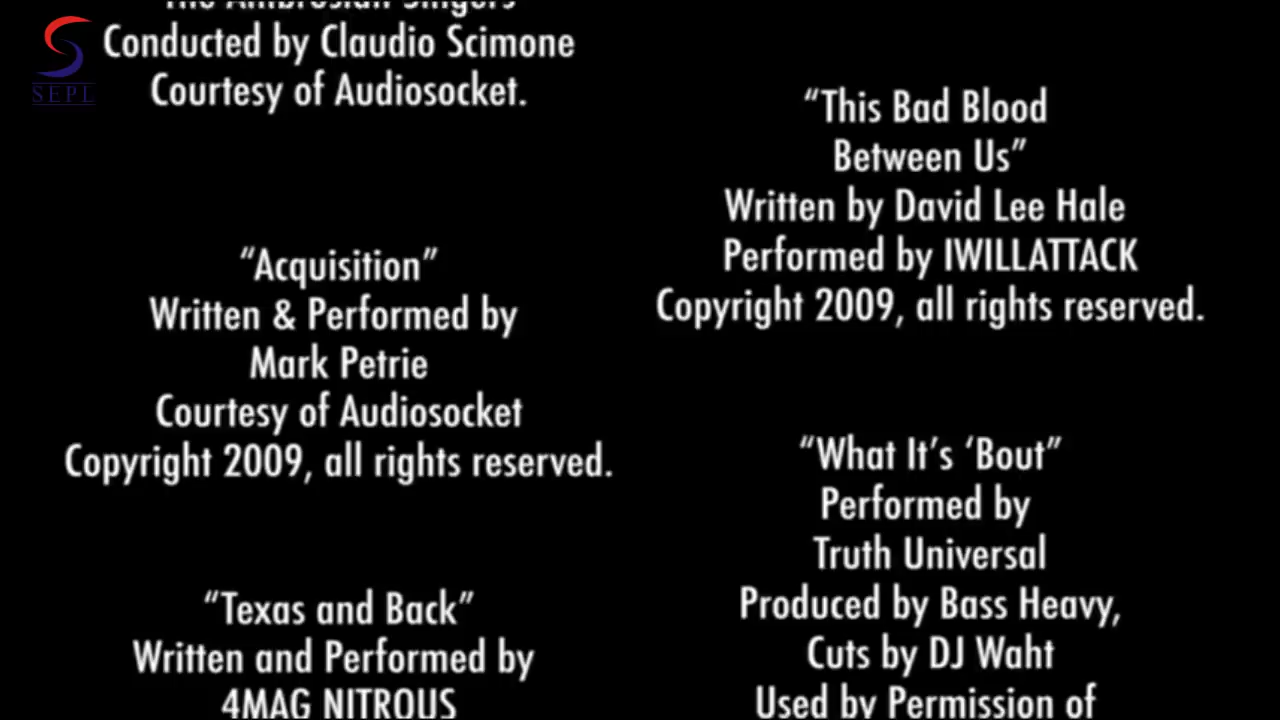 The Ambrosian Singers
Conducted by Claudio Scimone
Courtesy of Audiosocket.
“Acquisition”
Written & Performed by
Mark Petrie
Courtesy of Audiosocket
Copyright 2009, all rights reserved.
“Texas and Back”
Written and Performed by
4MAG NITROUS
“This Bad Blood
Between Us”
Written by David Lee Hale
Performed by IWILLATTACK
Copyright 2009, all rights reserved.
“What It’s ‘Bout”
Performed by
Truth Universal
Produced by Bass Heavy,
Cuts by DJ Waht
Used by Permission of
SEPL